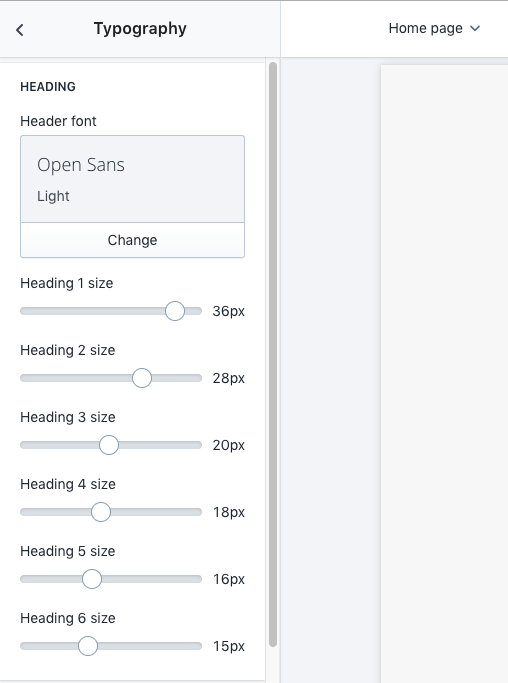 Typography
Home page
HEADING
Header font
Open Sans
Light
Change
Heading 1 size
36px
Heading 2 size
28px
Heading 3 size
20px
Heading 4 size
18px
Heading 5 size
16px
Heading 6 size
15px